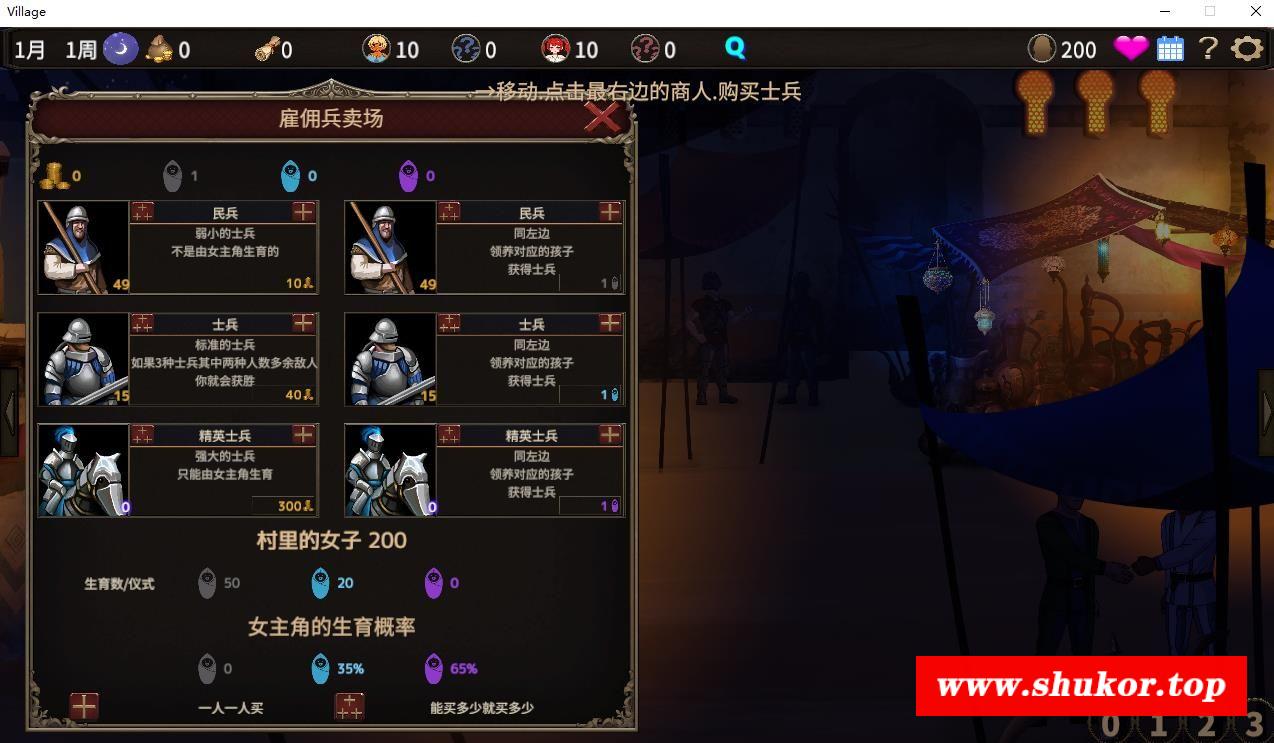 Village
1月 1周 0 0 10 0 10 0 Q 200 ?
→移动.点击最右边的商人.购买士兵
雇佣兵卖场
0 1 0 0
民兵
弱小的士兵
不是由女主角生育的
49 10
民兵
同左边
领养对应的孩子
获得士兵
49 1
士兵
标准的士兵
如果3种士兵其中两种人数多余敌人
你就会获胜
15 40
士兵
同左边
领养对应的孩子
获得士兵
15 1
精英士兵
强大的士兵
只能由女主角生育
0 300
精英士兵
同左边
领养对应的孩子
获得士兵
0 1
村里的女子 200
生育数/仪式 50 20 0
女主角的生育概率
0 35% 65%
一人一人买 能买多少就买多少
www.shukor.top
0 1 2 3